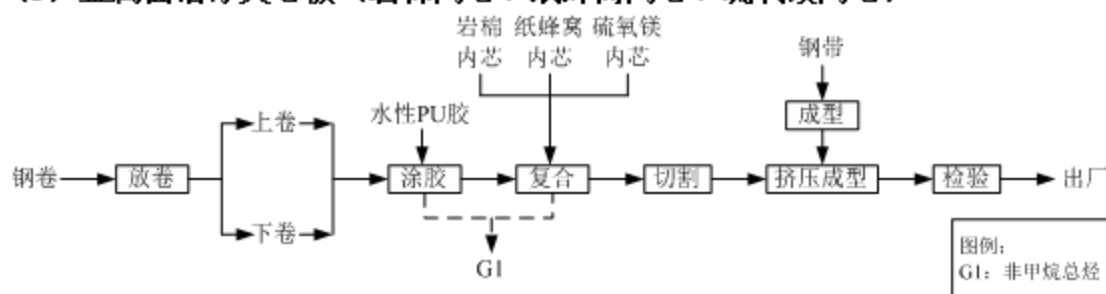 岩棉 纸蜂窝 硫氧镁
内芯 内芯 内芯
钢带
水性PU胶
成型
上卷
钢卷 放卷 涂胶 复合 切割 挤压成型 检验 出厂
下卷
G1
图例:
G1: 非甲烷总烃